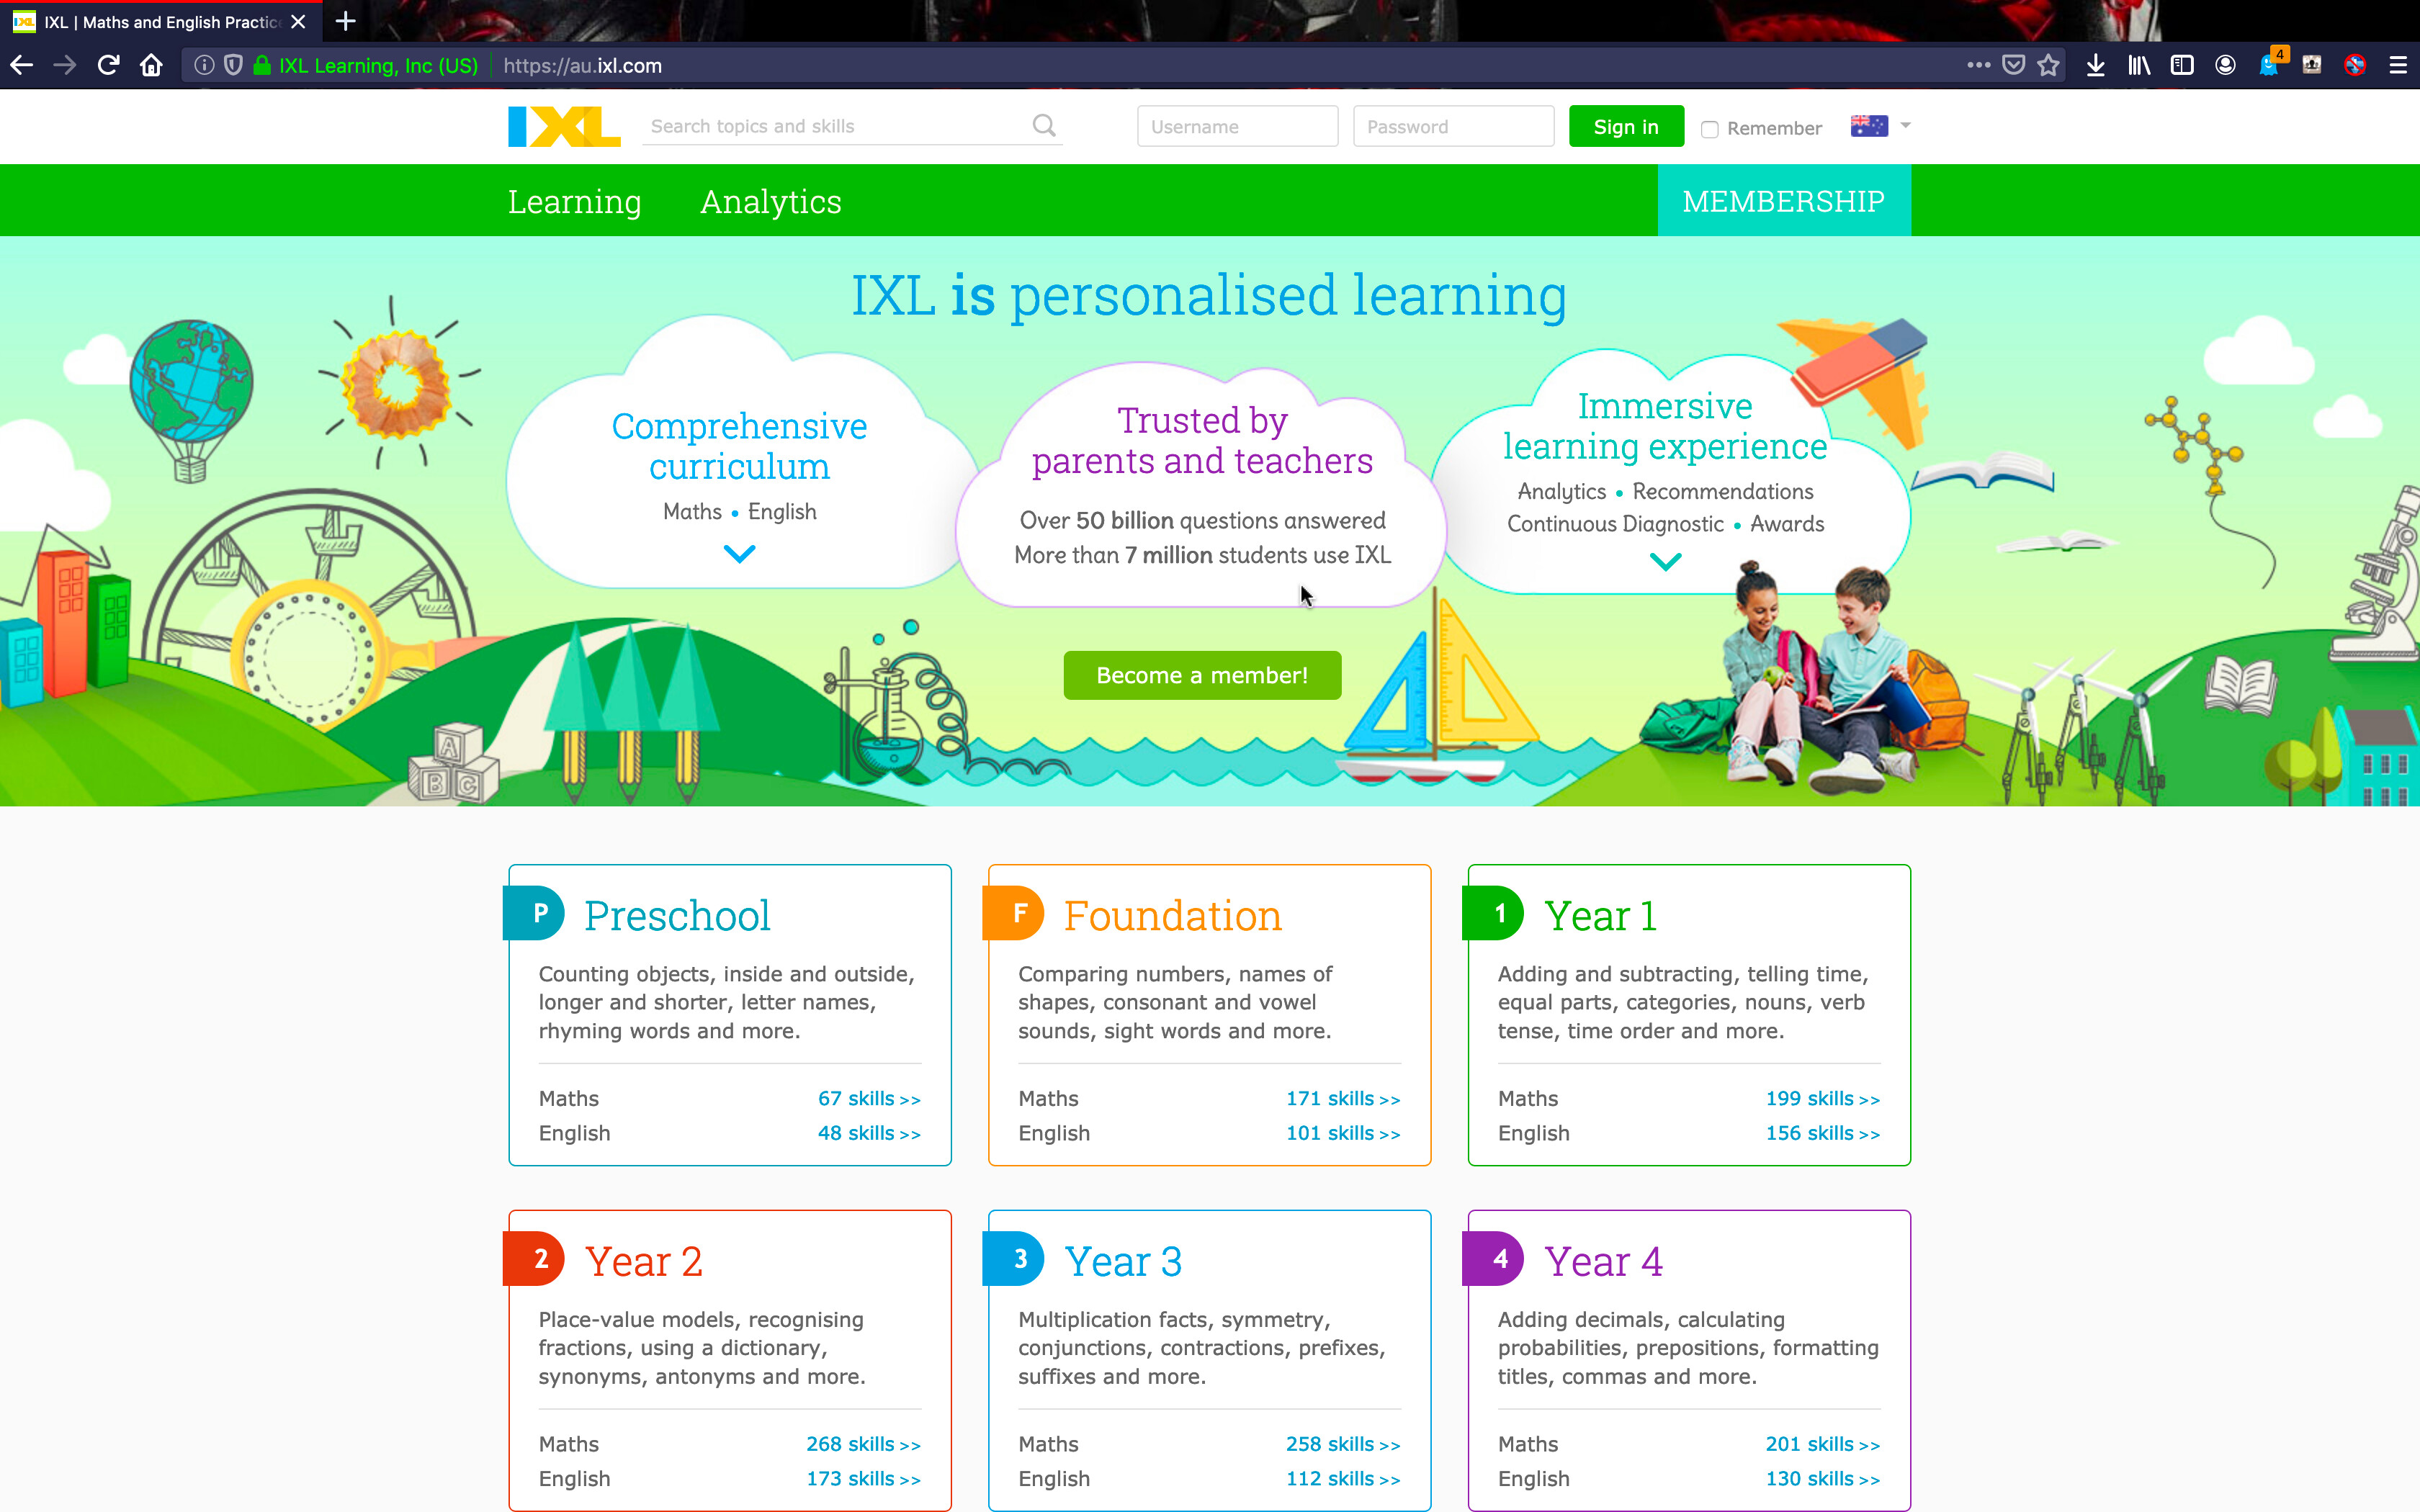 IXL | Maths and English Practic
IXL Learning, Inc (US) https://au.ixl.com
4
IXL
Search topics and skills
Username
Password
Sign in
Remember
Learning
Analytics
MEMBERSHIP
IXL is personalised learning
Comprehensive
curriculum
Maths • English
Trusted by
parents and teachers
Over 50 billion questions answered
More than 7 million students use IXL
Immersive
learning experience
Analytics • Recommendations
Continuous Diagnostic • Awards
Become a member!
A
B C
P Preschool
Counting objects, inside and outside,
longer and shorter, letter names,
rhyming words and more.
Maths 67 skills >>
English 48 skills >>
F Foundation
Comparing numbers, names of
shapes, consonant and vowel
sounds, sight words and more.
Maths 171 skills >>
English 101 skills >>
1 Year 1
Adding and subtracting, telling time,
equal parts, categories, nouns, verb
tense, time order and more.
Maths 199 skills >>
English 156 skills >>
2 Year 2
Place-value models, recognising
fractions, using a dictionary,
synonyms, antonyms and more.
Maths 268 skills >>
English 173 skills >>
3 Year 3
Multiplication facts, symmetry,
conjunctions, contractions, prefixes,
suffixes and more.
Maths 258 skills >>
English 112 skills >>
4 Year 4
Adding decimals, calculating
probabilities, prepositions, formatting
titles, commas and more.
Maths 201 skills >>
English 130 skills >>